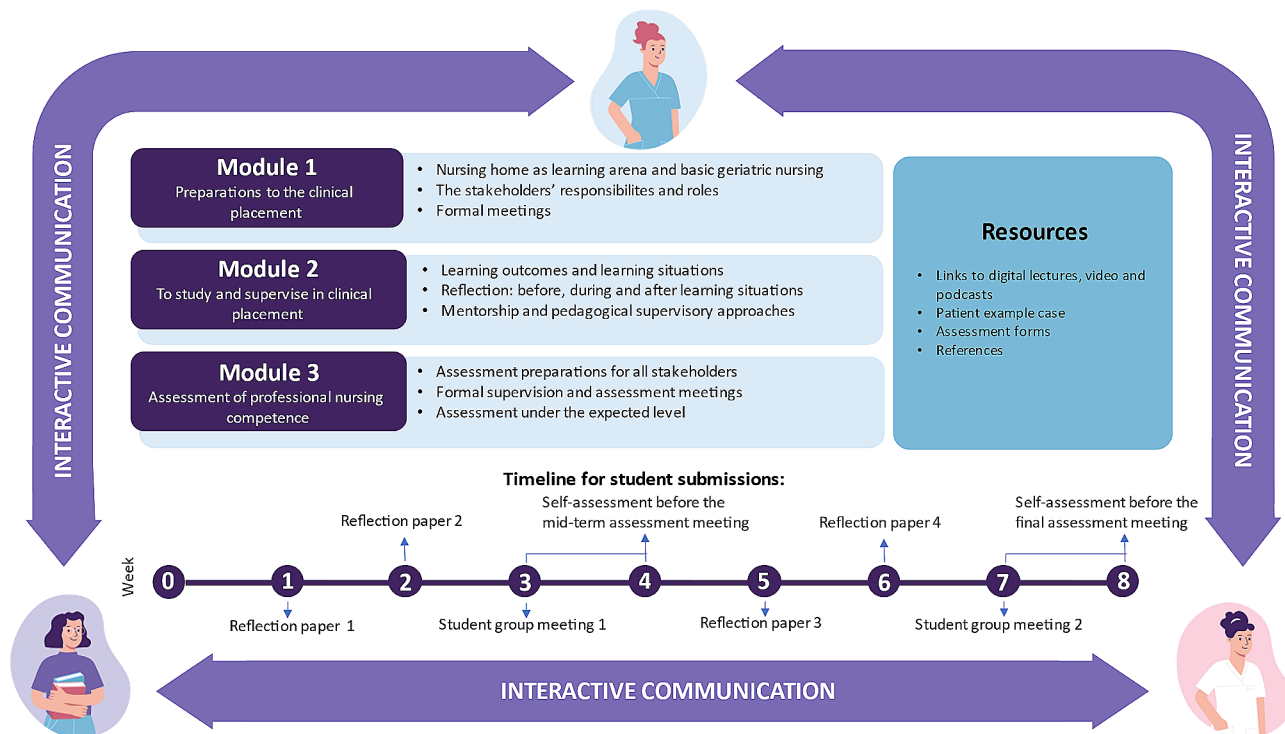 INTERACTIVE COMMUNICATION
INTERACTIVE COMMUNICATION
Module 1
Preparations to the clinical
placement
• Nursing home as learning arena and basic geriatric nursing
• The stakeholders’ responsibilites and roles
• Formal meetings
Module 2
To study and supervise in clinical
placement
• Learning outcomes and learning situations
• Reflection: before, during and after learning situations
• Mentorship and pedagogical supervisory approaches
Module 3
Assessment of professional nursing
competence
• Assessment preparations for all stakeholders
• Formal supervision and assessment meetings
• Assessment under the expected level
Resources
• Links to digital lectures, video and
podcasts
• Patient example case
• Assessment forms
• References
Timeline for student submissions:
Reflection paper 2
Self-assessment before the
mid-term assessment meeting
Reflection paper 4
Self-assessment before the
final assessment meeting
Week
0 1 2 3 4 5 6 7 8
Reflection paper 1
Student group meeting 1
Reflection paper 3
Student group meeting 2
INTERACTIVE COMMUNICATION